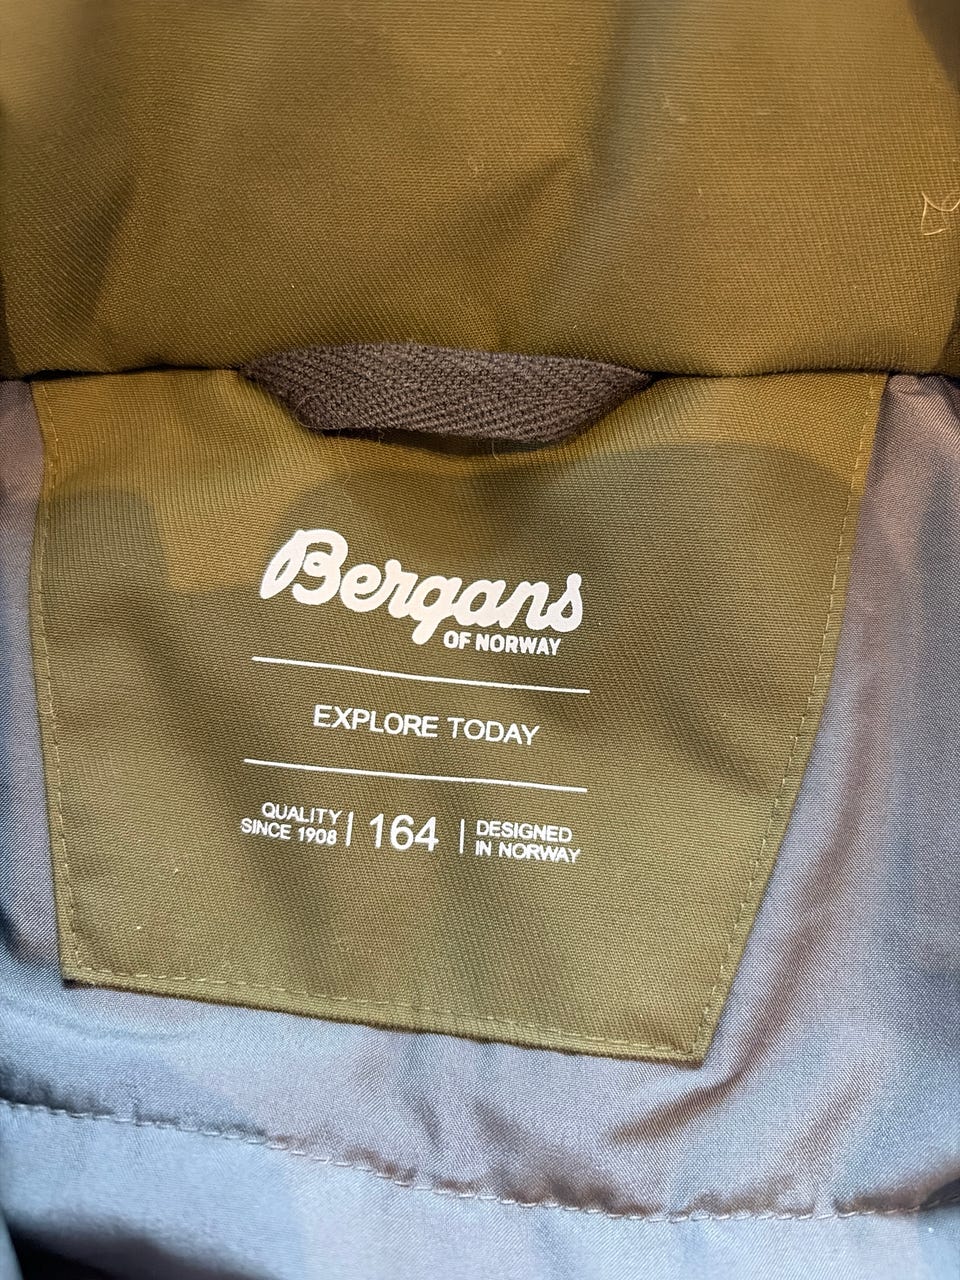 Bergans
OF NORWAY
EXPLORE TODAY
QUALITY
SINCE 1908
164
DESIGNED
IN NORWAY